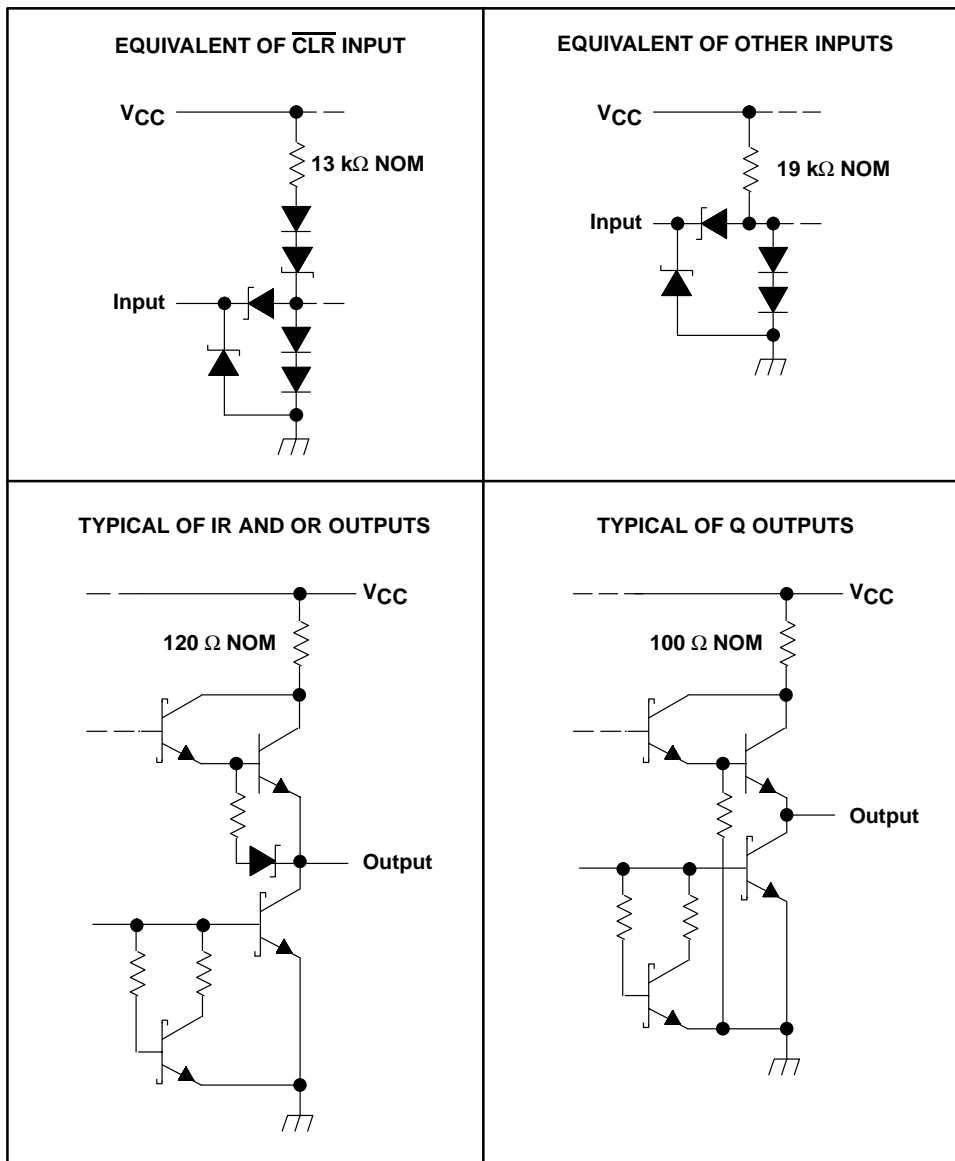 EQUIVALENT OF C̅L̅R̅ INPUT
VCC
13 kΩ NOM
Input
EQUIVALENT OF OTHER INPUTS
VCC
19 kΩ NOM
Input
TYPICAL OF IR AND OR OUTPUTS
VCC
120 Ω NOM
Output
TYPICAL OF Q OUTPUTS
VCC
100 Ω NOM
Output